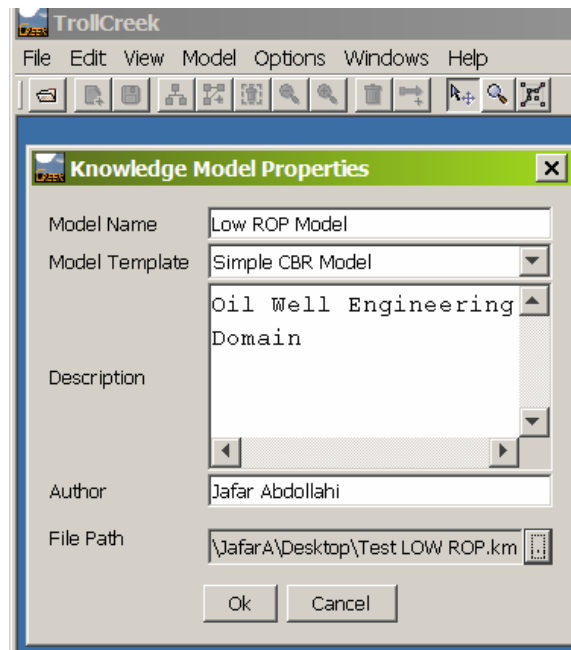 TrollCreek
File Edit View Model Options Windows Help
Knowledge Model Properties
Model Name Low ROP Model
Model Template Simple CBR Model
Oil Well Engineering
Domain
Description
Author Jafar Abdollahi
File Path \JafarA\Desktop\Test LOW ROP.km ..
Ok Cancel